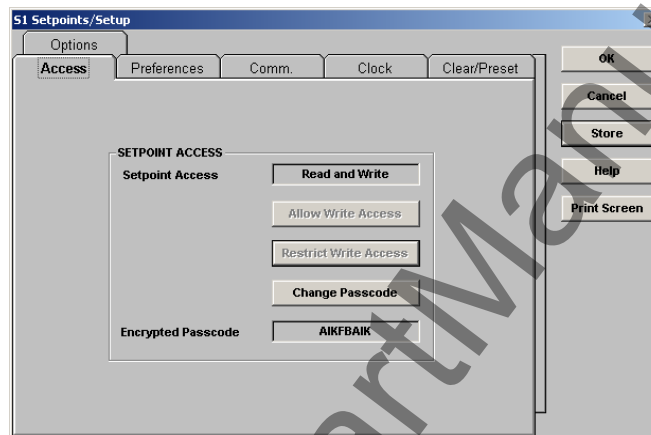 S1 Setpoints/Setup
Options
Access
Preferences
Comm.
Clock
Clear/Preset
SETPOINT ACCESS
Setpoint Access
Read and Write
Allow Write Access
Restrict Write Access
Change Passcode
Encrypted Passcode
AIKFBAIK
OK
Cancel
Store
Help
Print Screen